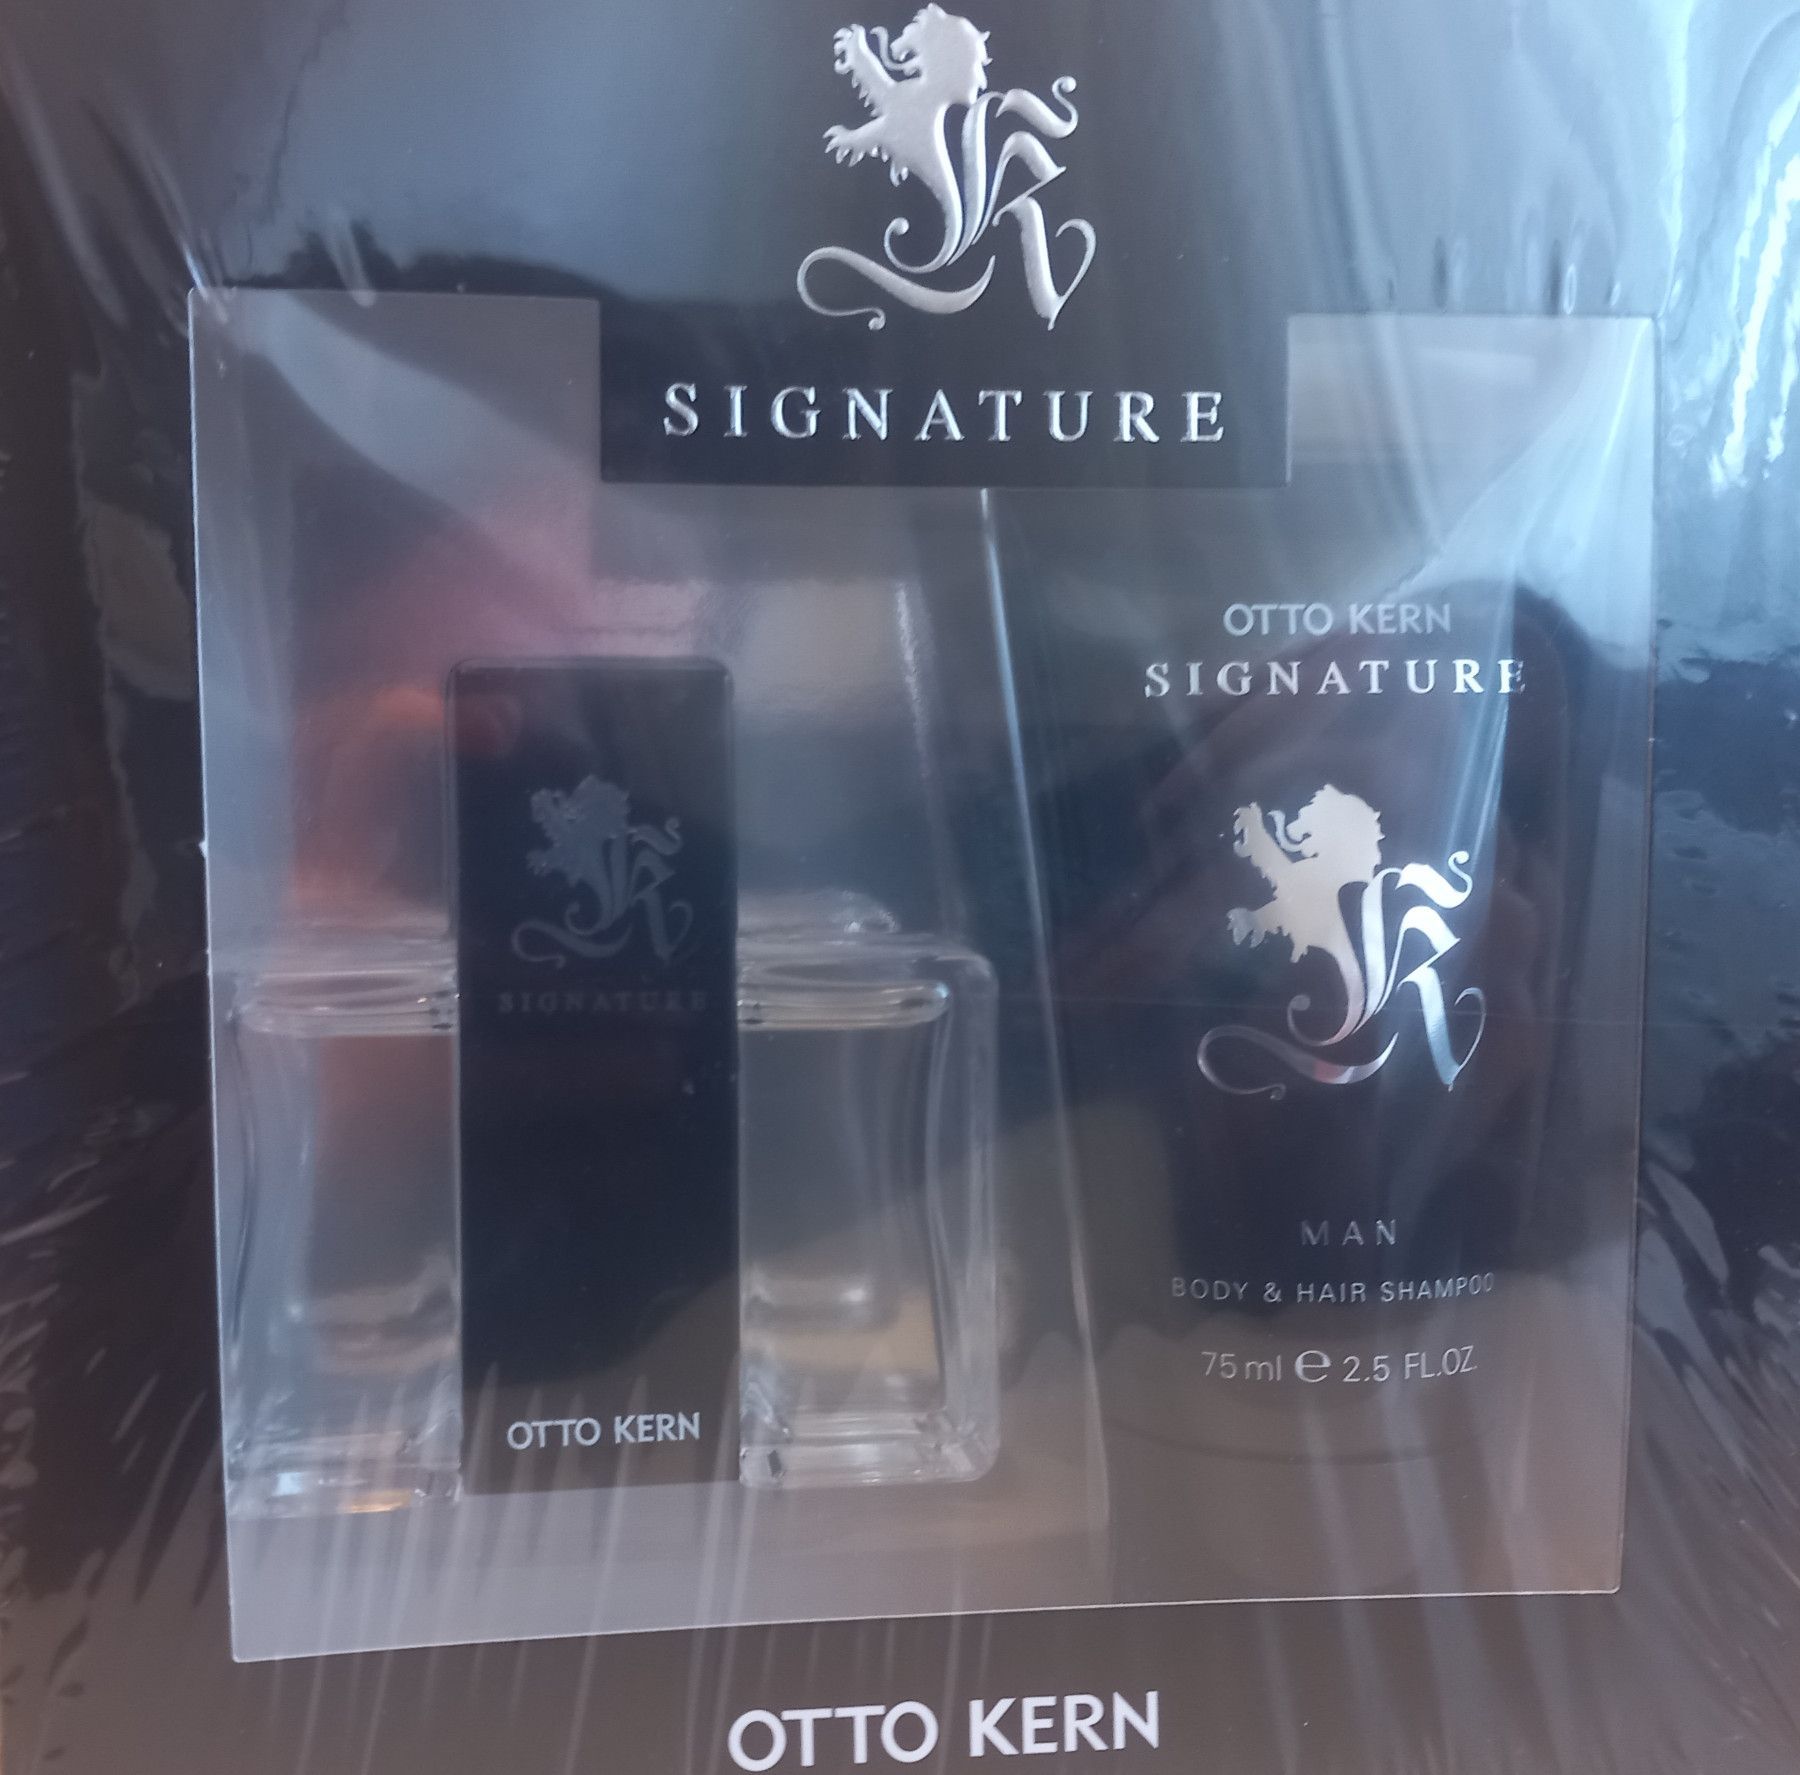 SIGNATURE
OTTO KERN
SIGNATURE
MAN
BODY & HAIR SHAMPOO
75 ml e 2.5 FL.OZ.
SIGNATURE
OTTO KERN
OTTO KERN